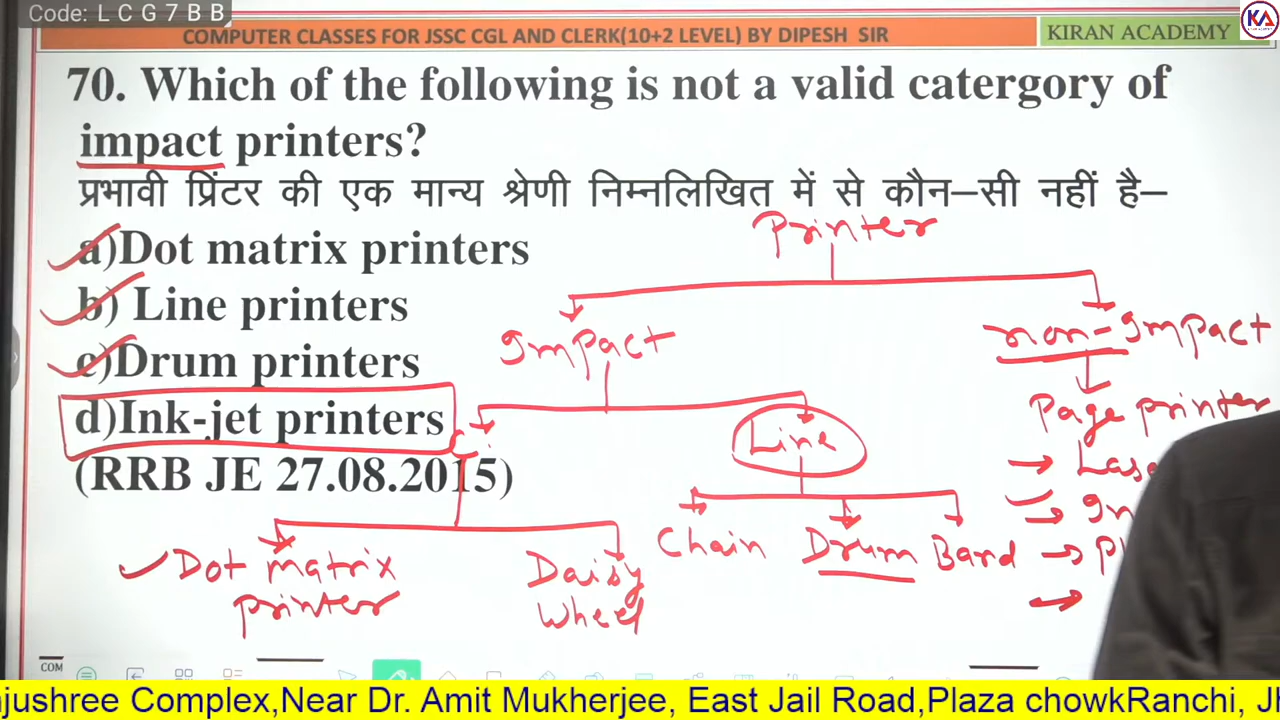 Code: L C G 7 B B
COMPUTER CLASSES FOR JSSC CGL AND CLERK(10+2 LEVEL) BY DIPESH SIR
KIRAN ACADEMY
KA
70. Which of the following is not a valid catergory of
impact printers?
प्रभावी प्रिंटर की एक मान्य श्रेणी निम्नलिखित में से कौन–सी नहीं है–
a)Dot matrix printers
b) Line printers
c)Drum printers
d)Ink-jet printers
(RRB JE 27.08.2015)
Printer
Impact
non-Impact
Line
Page printer
Chain
Drum
Band
Dot matrix
printer
Daisy
Wheel
COM
Complex,Near Dr. Amit Mukherjee, East Jail Road,Plaza chowkRanchi,